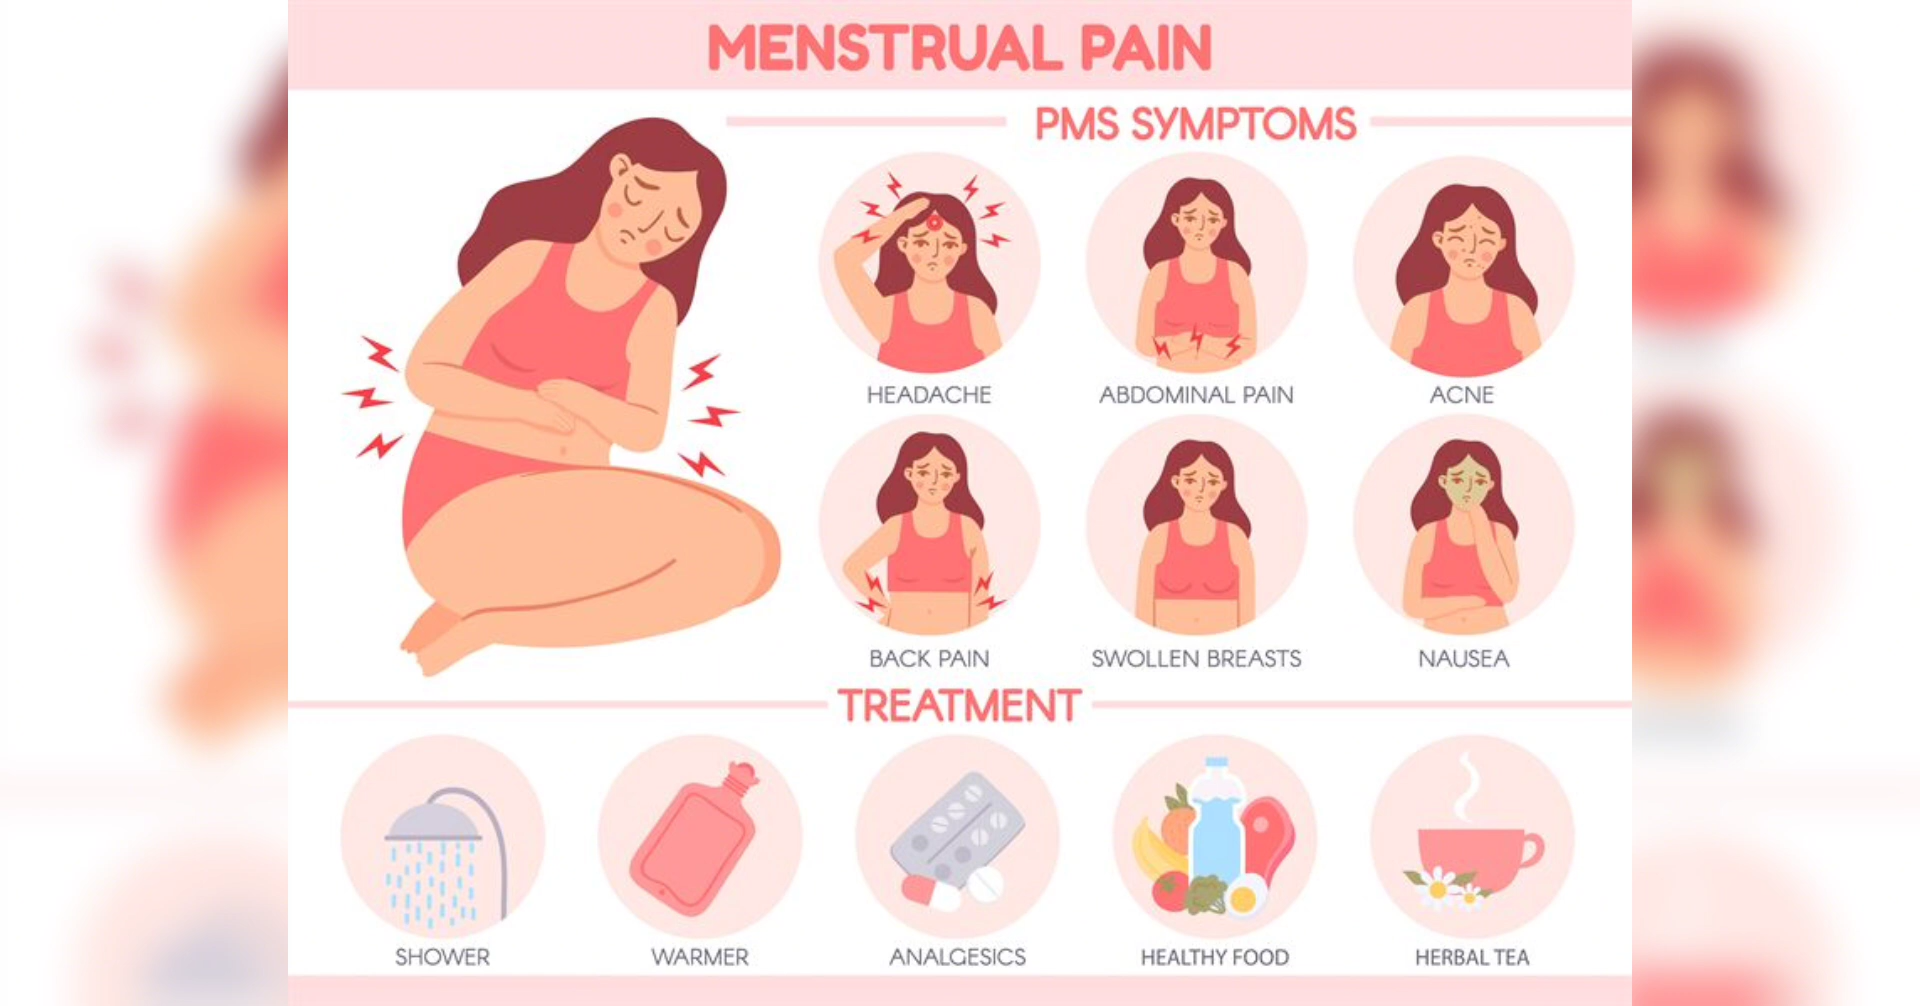 MENSTRUAL PAIN
PMS SYMPTOMS
HEADACHE
ABDOMINAL PAIN
ACNE
BACK PAIN
SWOLLEN BREASTS
NAUSEA
TREATMENT
SHOWER
WARMER
ANALGESICS
HEALTHY FOOD
HERBAL TEA